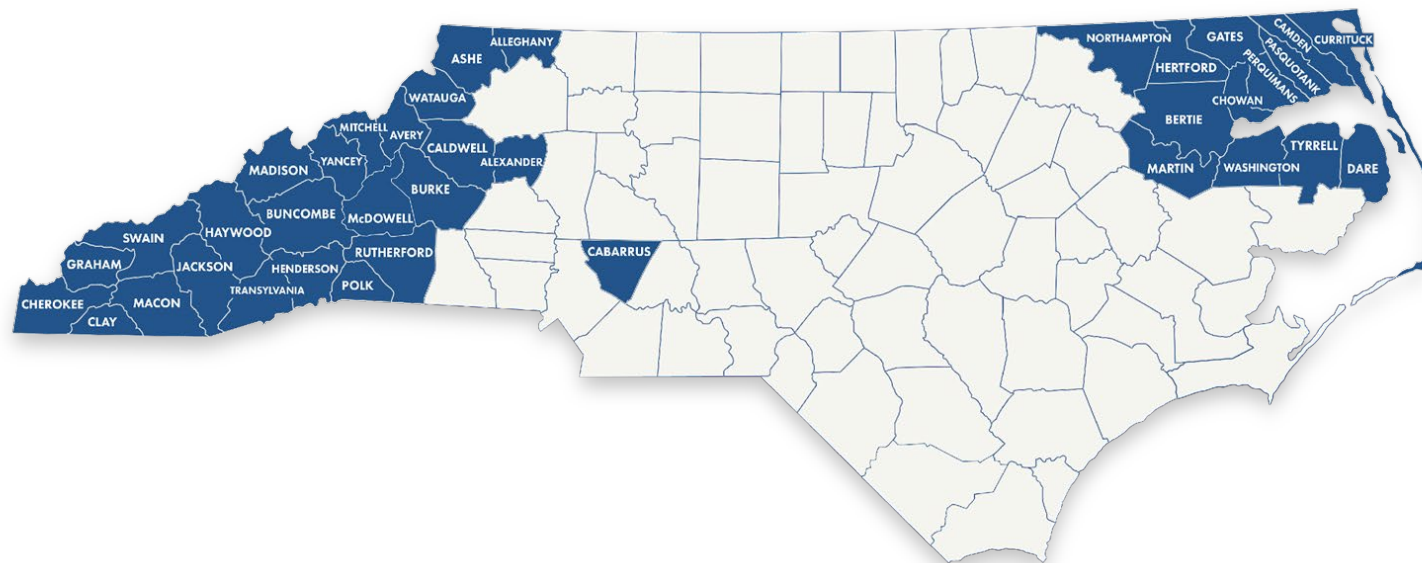 ALLEGHANY
ASHE
WATAUGA
MITCHELL
AVERY
CALDWELL
ALEXANDER
YANCEY
MADISON
BURKE
BUNCOMBE
McDOWELL
HAYWOOD
SWAIN
RUTHERFORD
GRAHAM
JACKSON
HENDERSON
TRANSYLVANIA
POLK
CHEROKEE
MACON
CLAY
CABARRUS
NORTHAMPTON
GATES
CAMDEN
CURRITUCK
PASQUOTANK
HERTFORD
PERQUIMANS
CHOWAN
BERTIE
TYRRELL
MARTIN
WASHINGTON
DARE